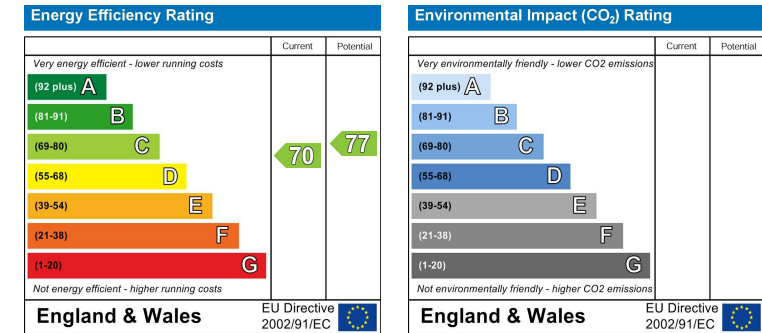 Energy Efficiency Rating
Current Potential
Very energy efficient - lower running costs
(92 plus) A
(81-91) B
(69-80) C
(55-68) D
(39-54) E
(21-38) F
(1-20) G
70
77
Not energy efficient - higher running costs
England & Wales
EU Directive
2002/91/EC
Environmental Impact (CO₂) Rating
Current Potential
Very environmentally friendly - lower CO2 emissions
(92 plus) A
(81-91) B
(69-80) C
(55-68) D
(39-54) E
(21-38) F
(1-20) G
Not environmentally friendly - higher CO2 emissions
England & Wales
EU Directive
2002/91/EC